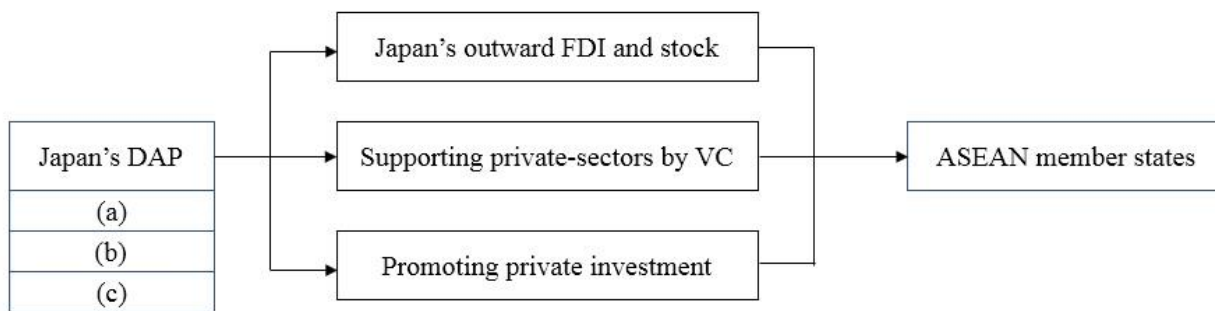 Japan’s outward FDI and stock
Japan’s DAP
(a)
(b)
(c)
Supporting private-sectors by VC
Promoting private investment
ASEAN member states